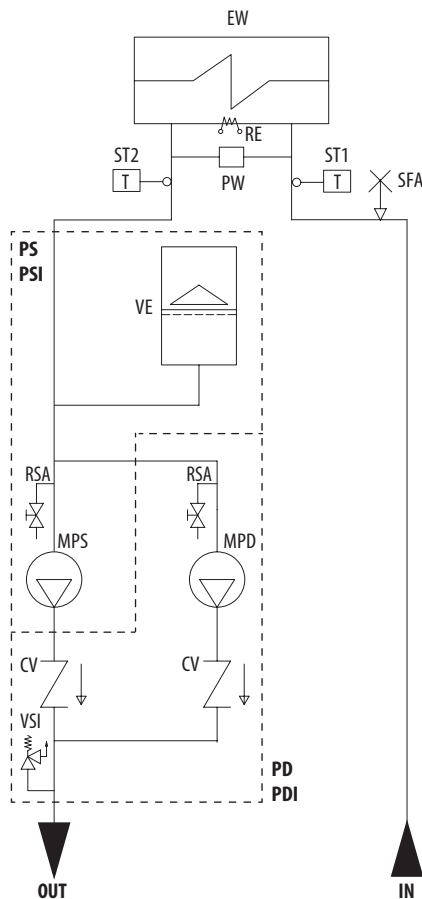 EW
RE
ST2
ST1
T
PW
T
SFA
PS
PSI
VE
RSA
RSA
MPS
MPD
CV
CV
VSI
PD
PDI
OUT
IN